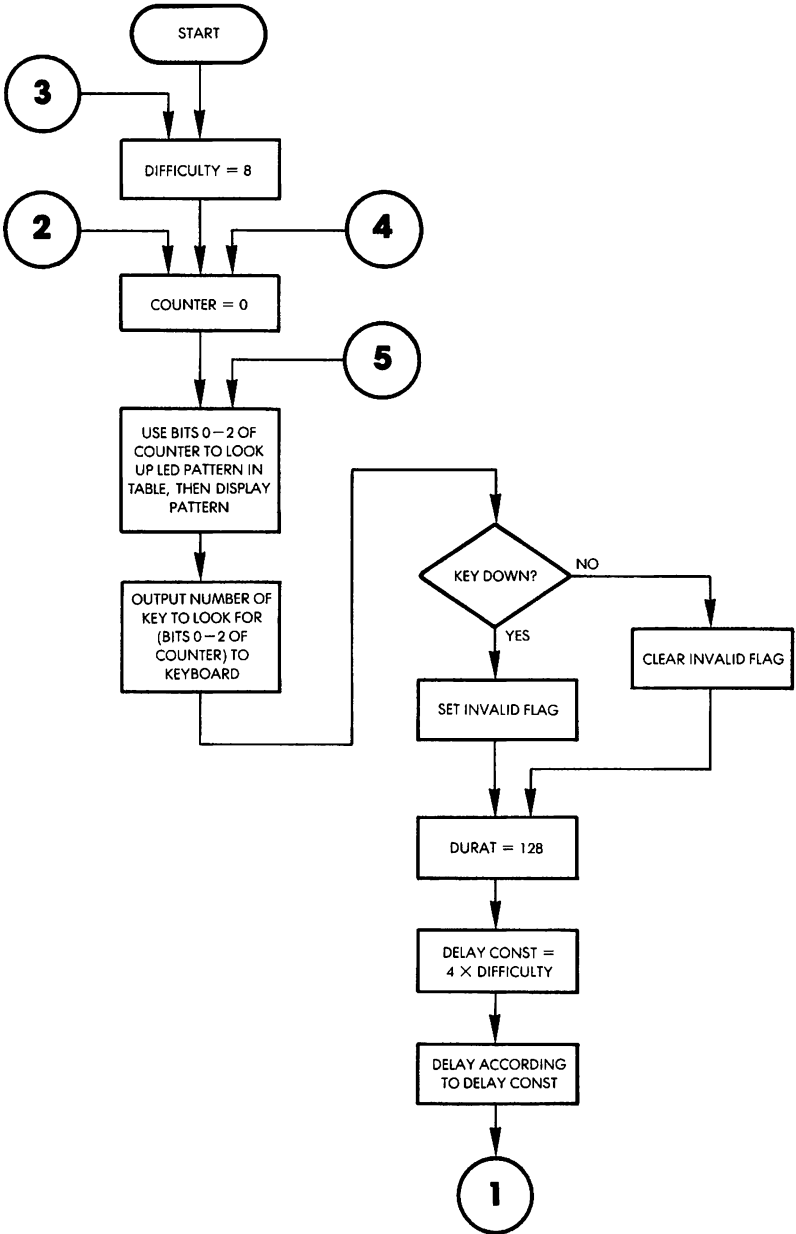 START
3
DIFFICULTY = 8
2
4
COUNTER = 0
5
USE BITS 0–2 OF
COUNTER TO LOOK
UP LED PATTERN IN
TABLE, THEN DISPLAY
PATTERN
OUTPUT NUMBER OF
KEY TO LOOK FOR
(BITS 0–2 OF
COUNTER) TO
KEYBOARD
KEY DOWN?
NO
YES
CLEAR INVALID FLAG
SET INVALID FLAG
DURAT = 128
DELAY CONST =
4 × DIFFICULTY
DELAY ACCORDING
TO DELAY CONST
1